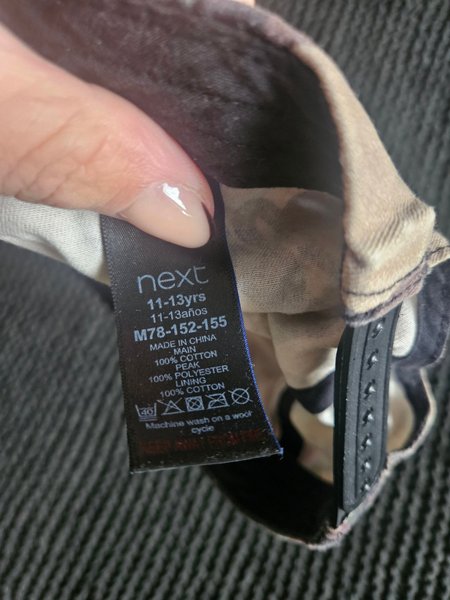 next
11-13yrs
11-13años
M78-152-155
MADE IN CHINA
MAIN
100% COTTON
PEAK
100% POLYESTER
LINING
100% COTTON
40
Machine wash on a wool
cycle